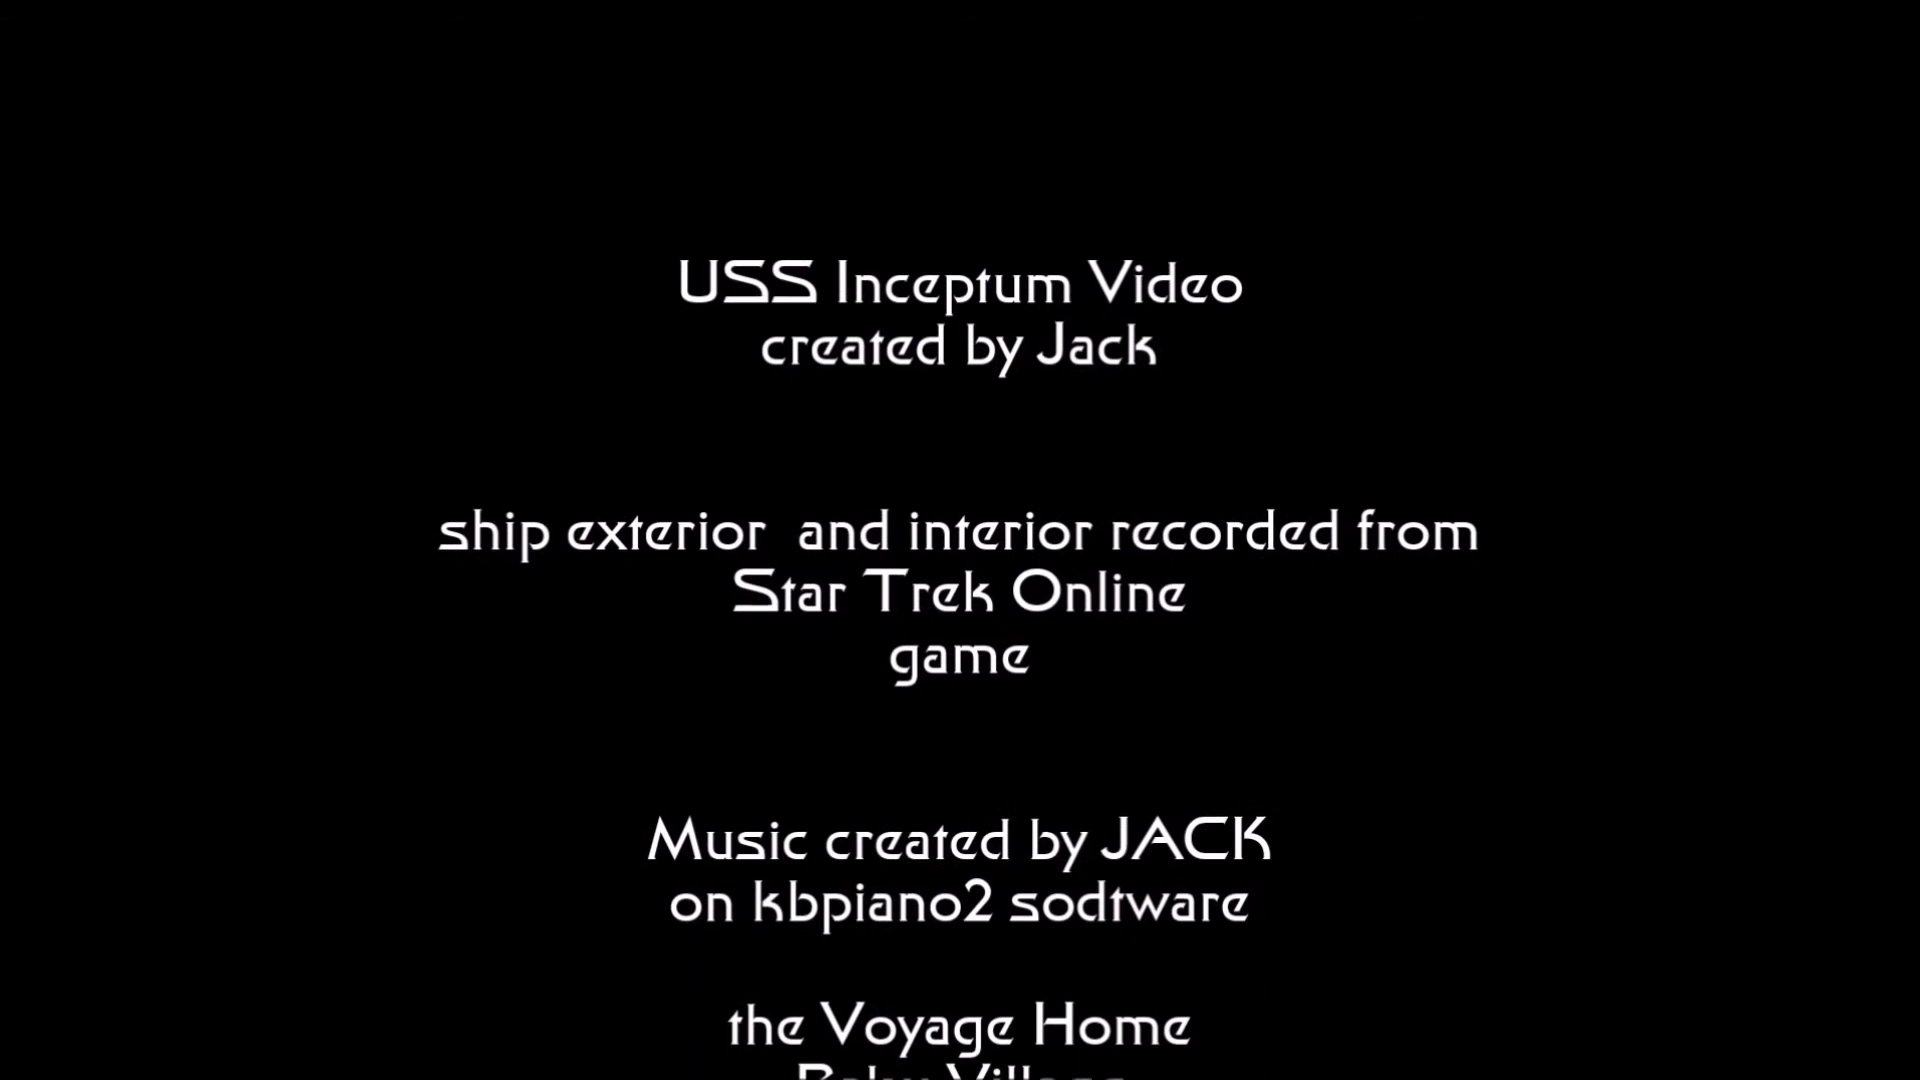 USS Inceptum Video
created by Jack
ship exterior  and interior recorded from
Star Trek Online
game
Music created by JACK
on kbpiano2 sodtware
the Voyage Home
Village